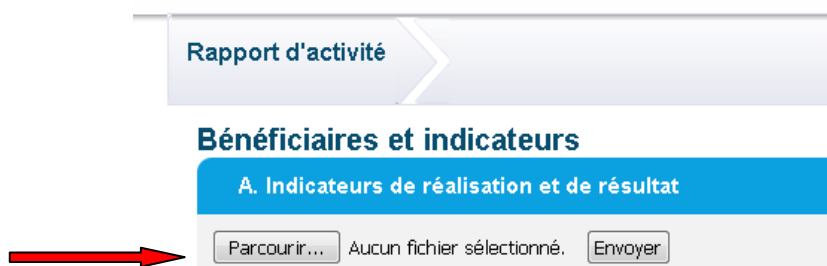 Rapport d'activité
Bénéficiaires et indicateurs
A. Indicateurs de réalisation et de résultat
Parcourir... Aucun fichier sélectionné. Envoyer